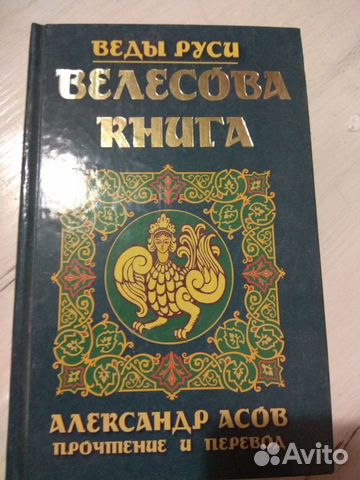 ВЕДЫ РУСИ
ВЕЛЕСОВА
КНИГА
АЛЕКСАНДР АСОВ
ПРОЧТЕНИЕ И ПЕРЕВОД
Avito